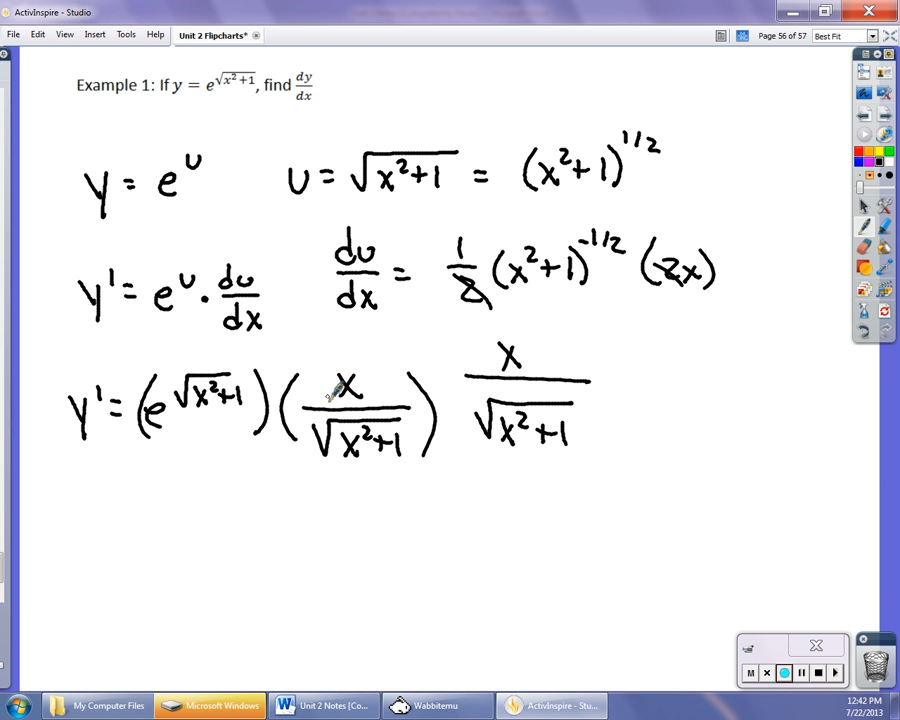 ActivInspire - Studio
File Edit View Insert Tools Help Unit 2 Flipcharts* Page 56 of 57 Best Fit
Example 1: If y = e^√(x²+1), find dy/dx
y = e^u u = √(x²+1) = (x²+1)^1/2
y' = e^u · du/dx du/dx = 1/2 (x²+1)^-1/2 (2x)
y' = (e^√(x²+1)) (x/√(x²+1)) x/√(x²+1)
M
My Computer Files Microsoft Windows Unit 2 Notes [Co... Wabbitemu ActivInspire - Stu... 12:42 PM
7/22/2013